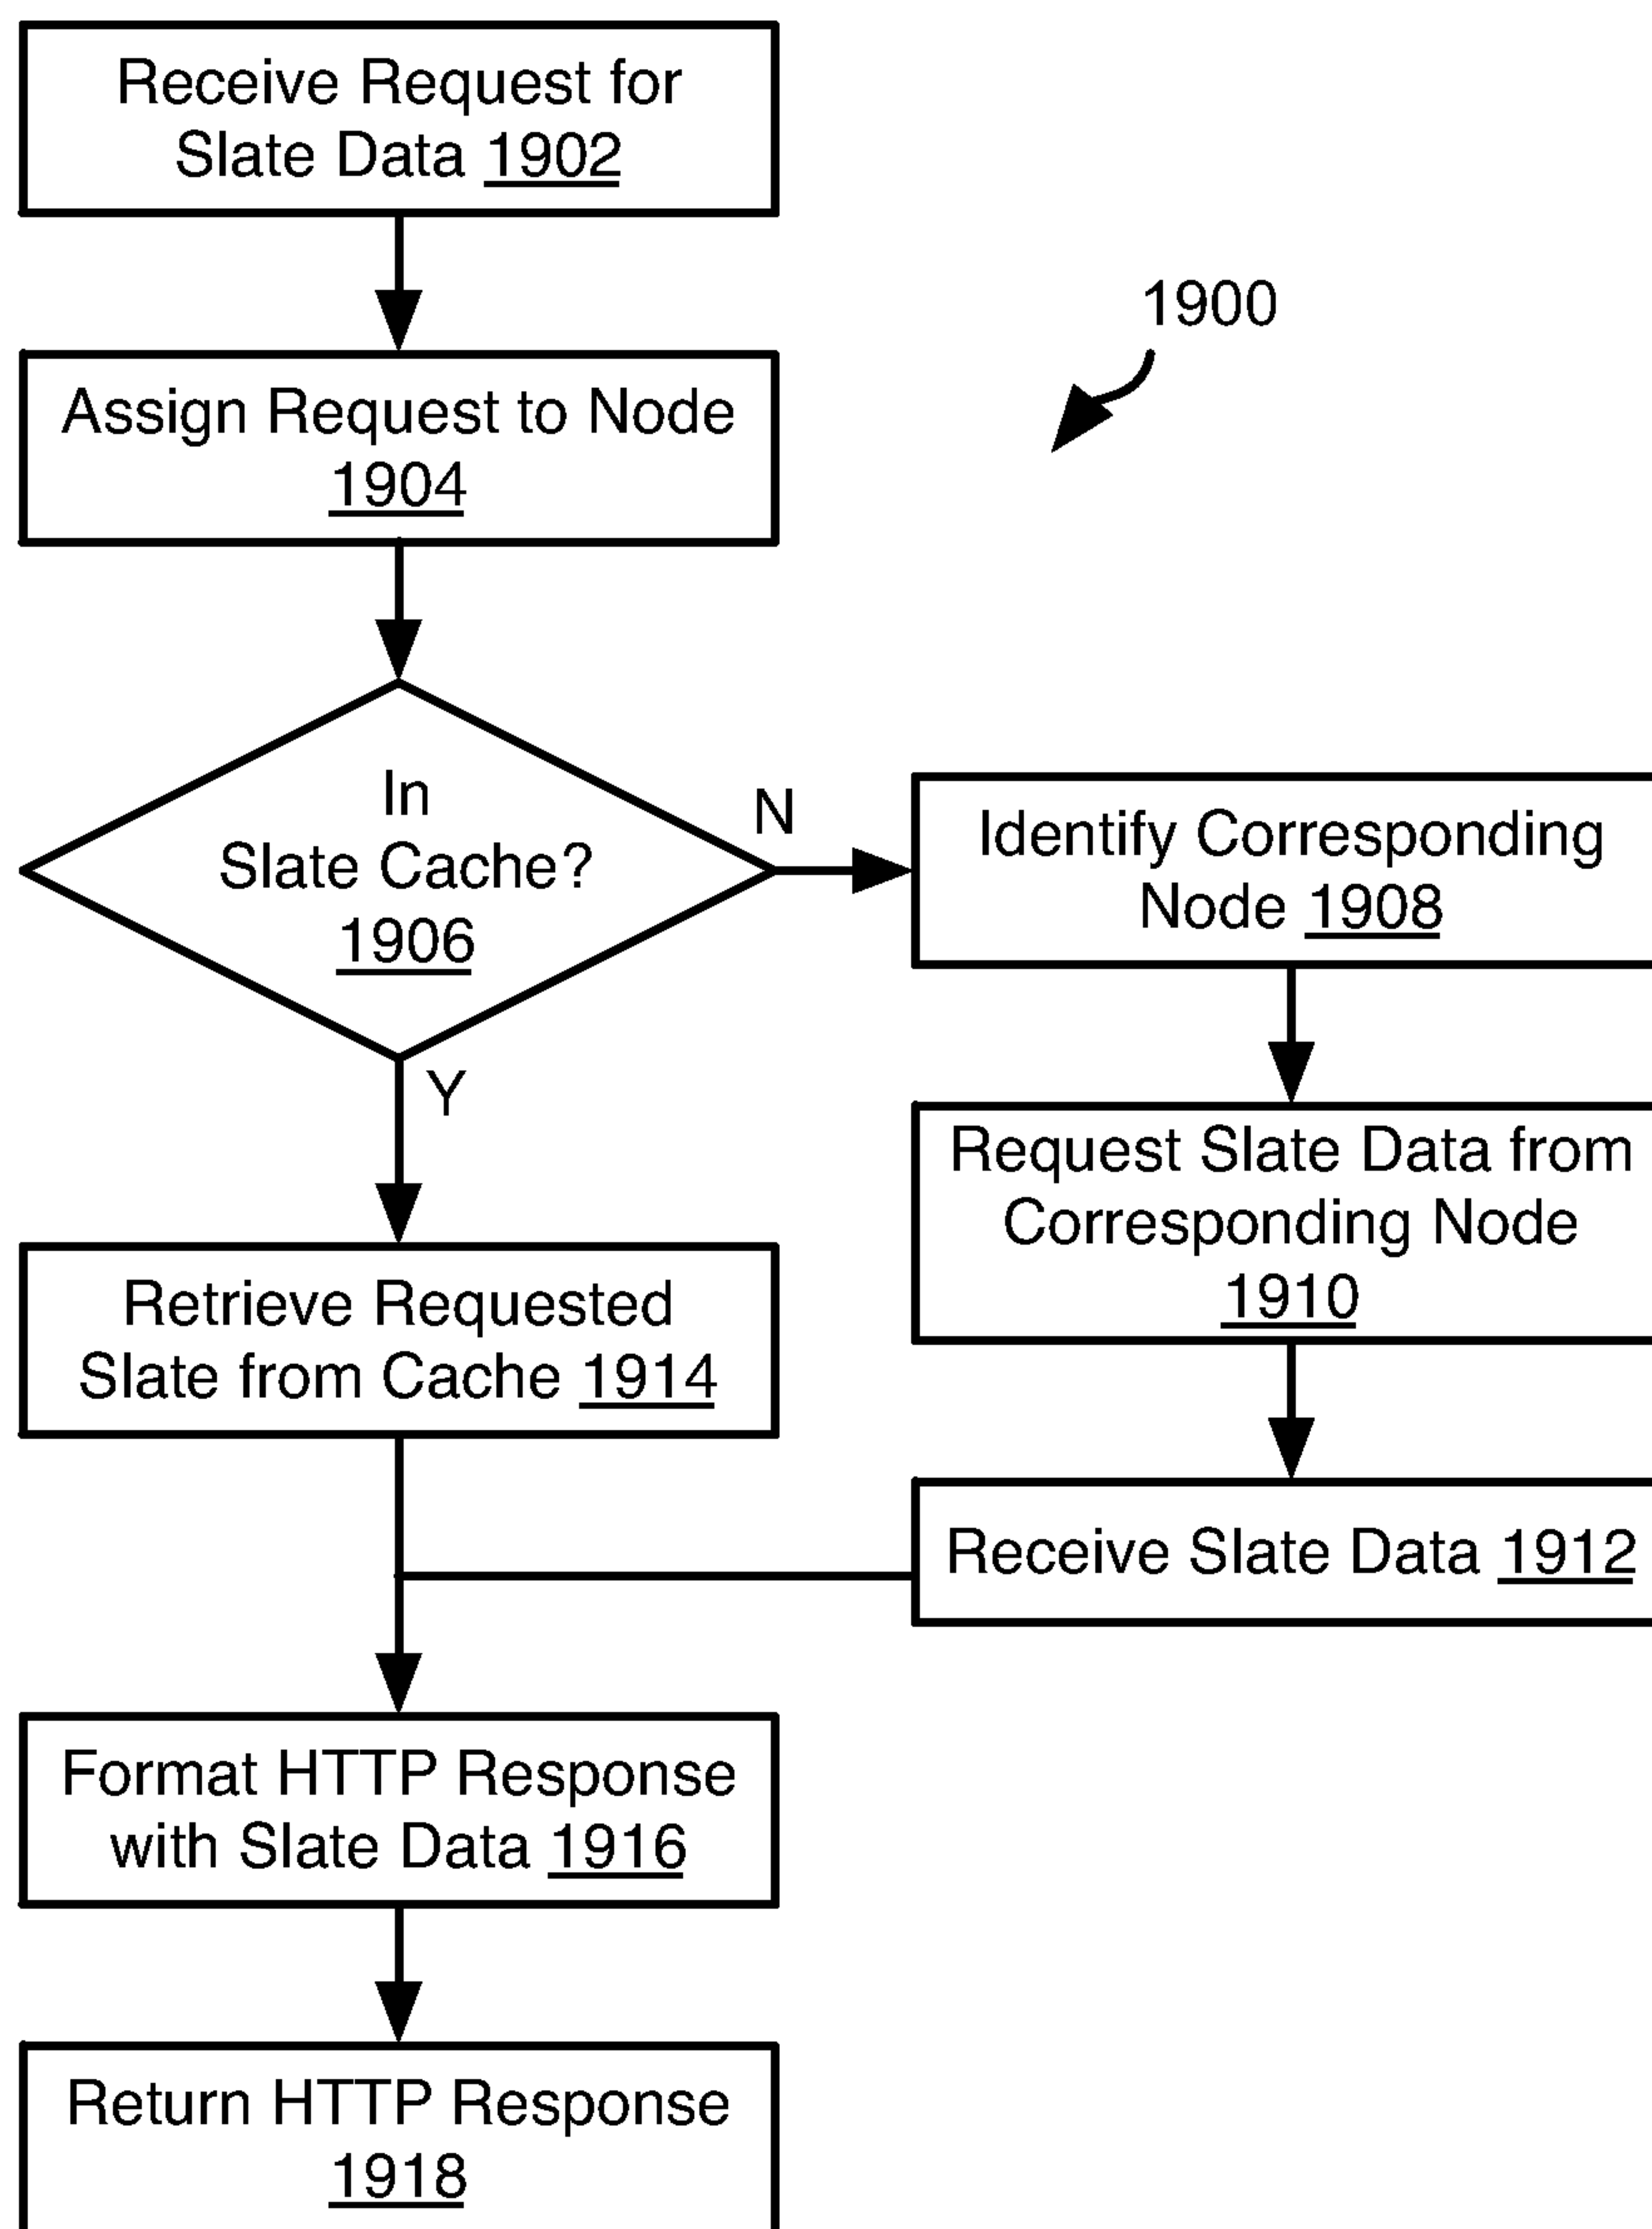 Receive Request for
Slate Data 1902
1900
Assign Request to Node
1904
In
Slate Cache?
1906
N
Y
Identify Corresponding
Node 1908
Request Slate Data from
Corresponding Node
1910
Retrieve Requested
Slate from Cache 1914
Receive Slate Data 1912
Format HTTP Response
with Slate Data 1916
Return HTTP Response
1918